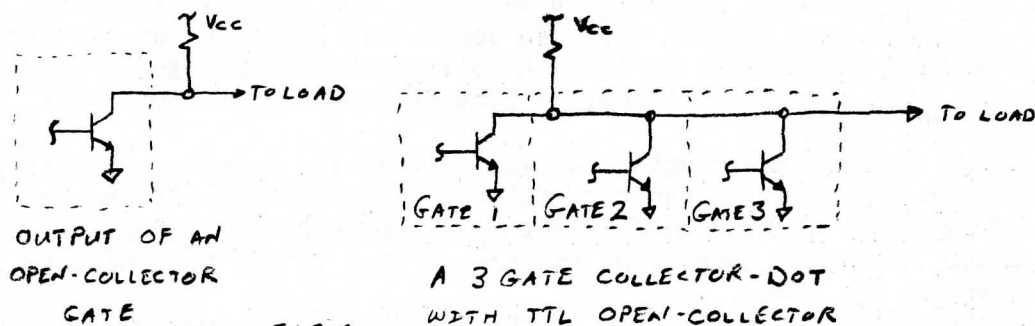 Vcc
TO LOAD
OUTPUT OF AN
OPEN-COLLECTOR
GATE
Vcc
TO LOAD
GATE 1
GATE 2
GATE 3
A 3 GATE COLLECTOR-DOT
WITH TTL OPEN-COLLECTOR